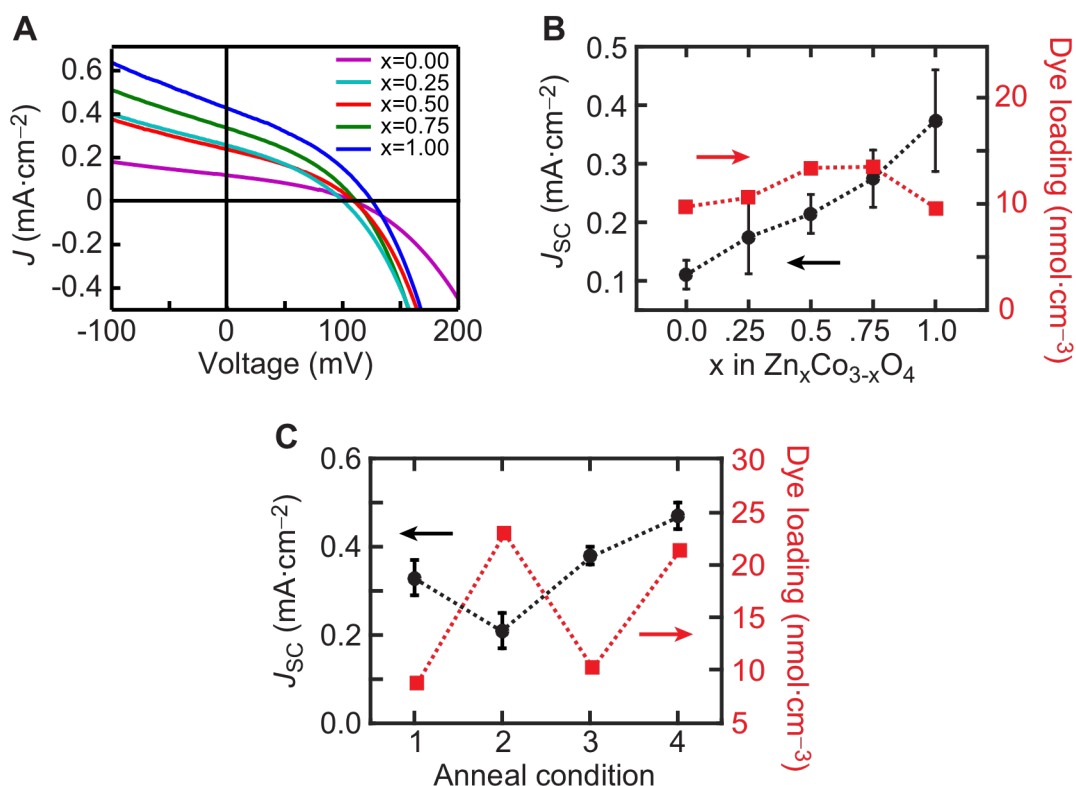 A
J (mA·cm⁻²)
0.6
0.4
0.2
0
-0.2
-0.4
-100
0
100
200
Voltage (mV)
x=0.00
x=0.25
x=0.50
x=0.75
x=1.00
B
J_SC (mA·cm⁻²)
0.5
0.4
0.3
0.2
0.1
0.0
.25
0.5
.75
1.0
x in ZnₓCo₃₋ₓO₄
20
10
0
Dye loading (nmol·cm⁻³)
C
J_SC (mA·cm⁻²)
0.6
0.4
0.2
0.0
1
2
3
4
Anneal condition
30
25
20
15
10
5
Dye loading (nmol·cm⁻³)